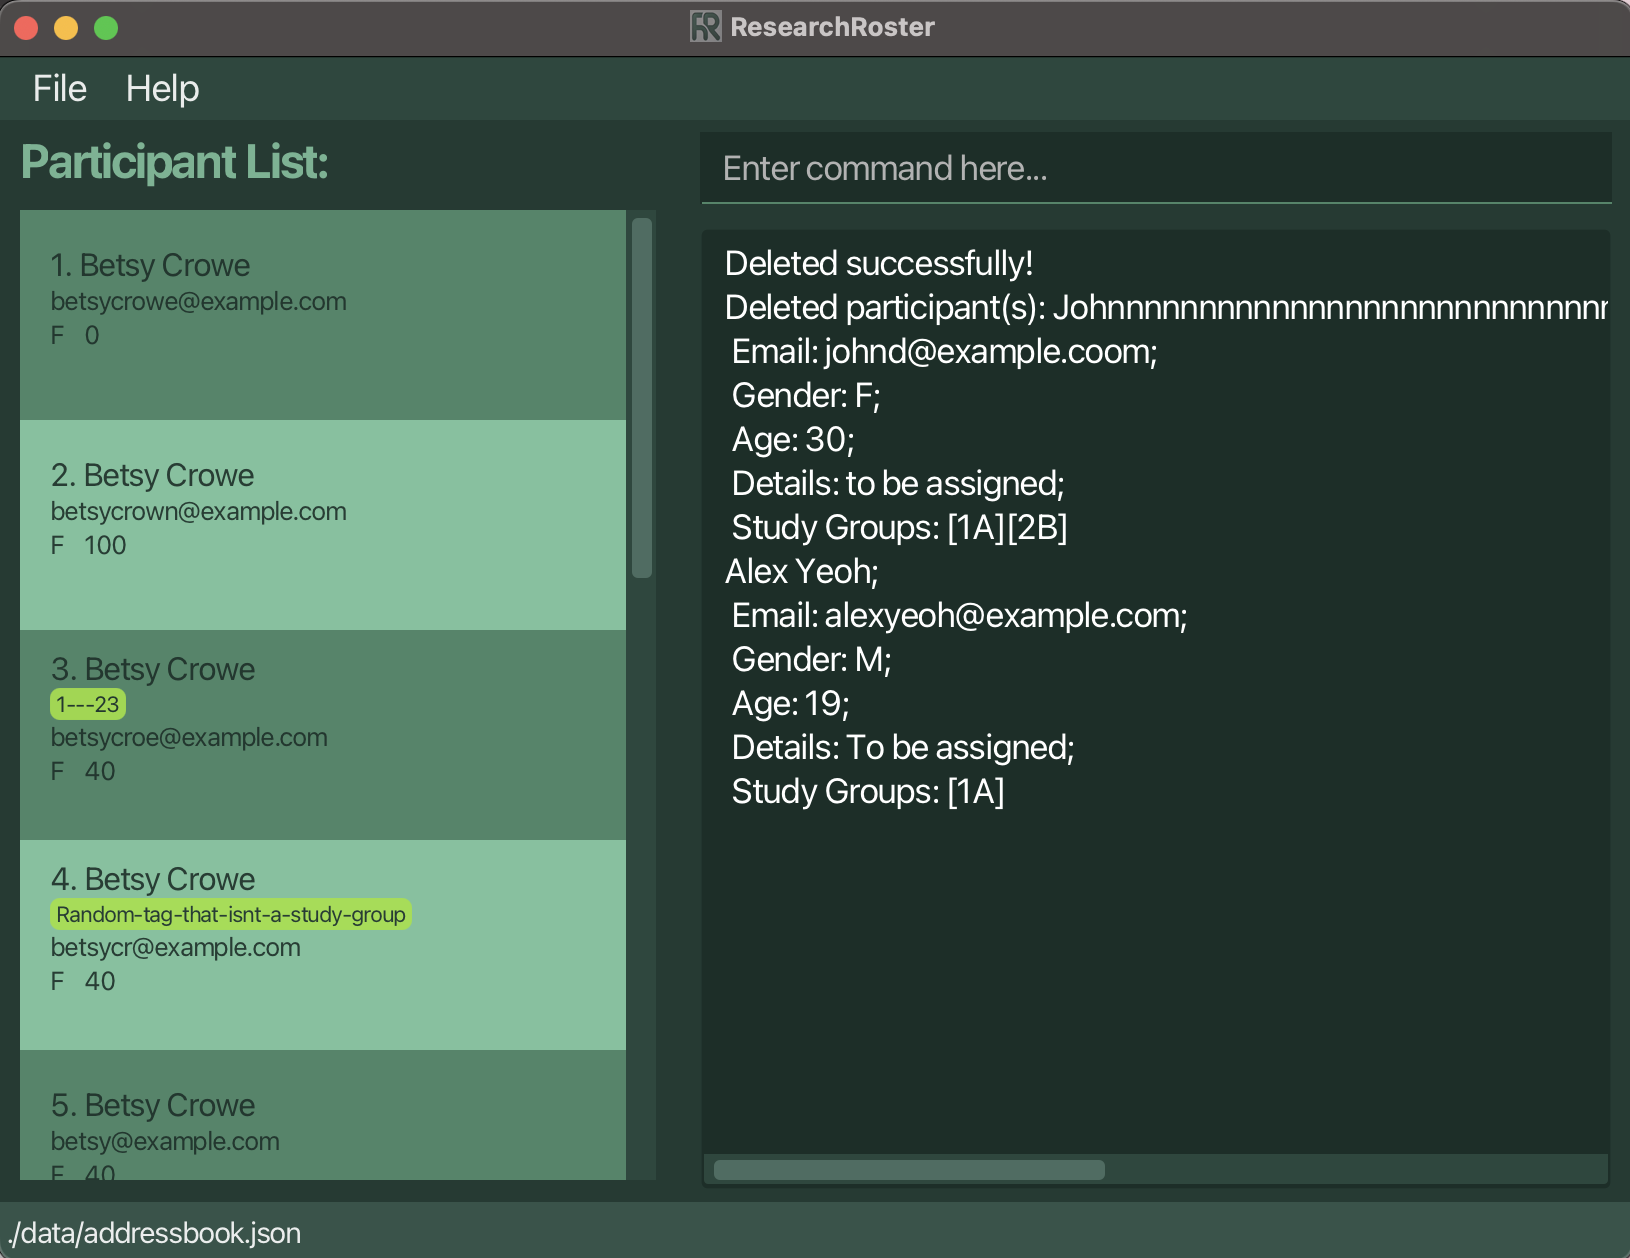 ResearchRoster
File Help
Participant List:
1. Betsy Crowe
betsycrowe@example.com
F 0
2. Betsy Crowe
betsycrown@example.com
F 100
3. Betsy Crowe
1---23
betsycroe@example.com
F 40
4. Betsy Crowe
Random-tag-that-isnt-a-study-group
betsycr@example.com
F 40
5. Betsy Crowe
betsy@example.com
F 40
Enter command here...
Deleted successfully!
Deleted participant(s):
Email: johnd@example.coom;
Gender: F;
Age: 30;
Details: to be assigned;
Study Groups: [1A][2B]
Alex Yeoh;
Email: alexyeoh@example.com;
Gender: M;
Age: 19;
Details: To be assigned;
Study Groups: [1A]
./data/addressbook.json